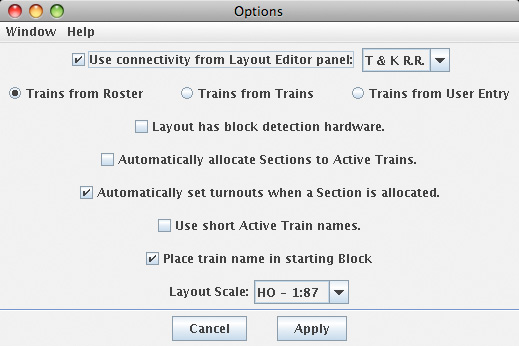 Options
Window Help
Use connectivity from Layout Editor panel: T & K R.R.
Trains from Roster Trains from Trains Trains from User Entry
Layout has block detection hardware.
Automatically allocate Sections to Active Trains.
Automatically set turnouts when a Section is allocated.
Use short Active Train names.
Place train name in starting Block
Layout Scale: HO - 1:87
Cancel Apply